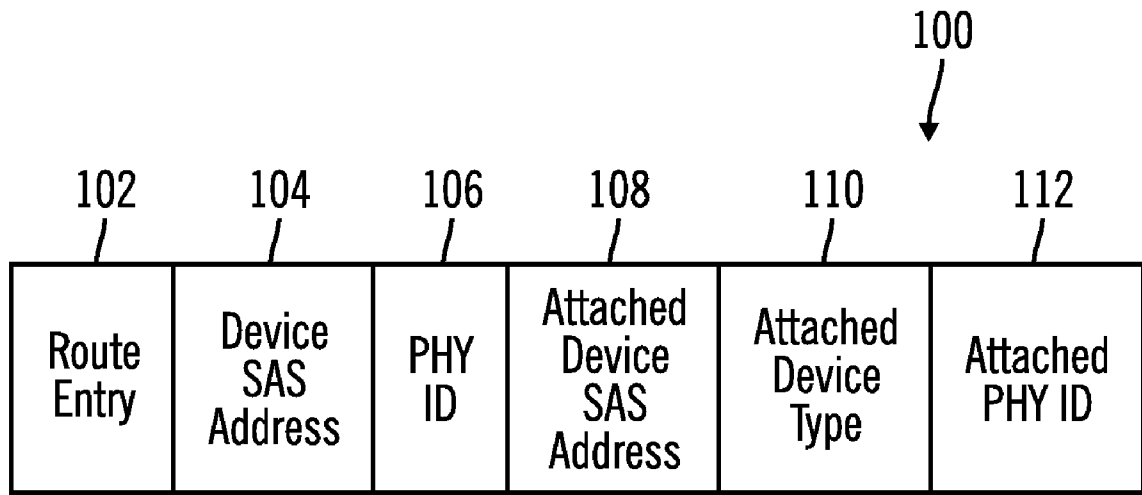 100
102
104
106
108
110
112
Route
Entry
Device
SAS
Address
PHY
ID
Attached
Device
SAS
Address
Attached
Device
Type
Attached
PHY ID